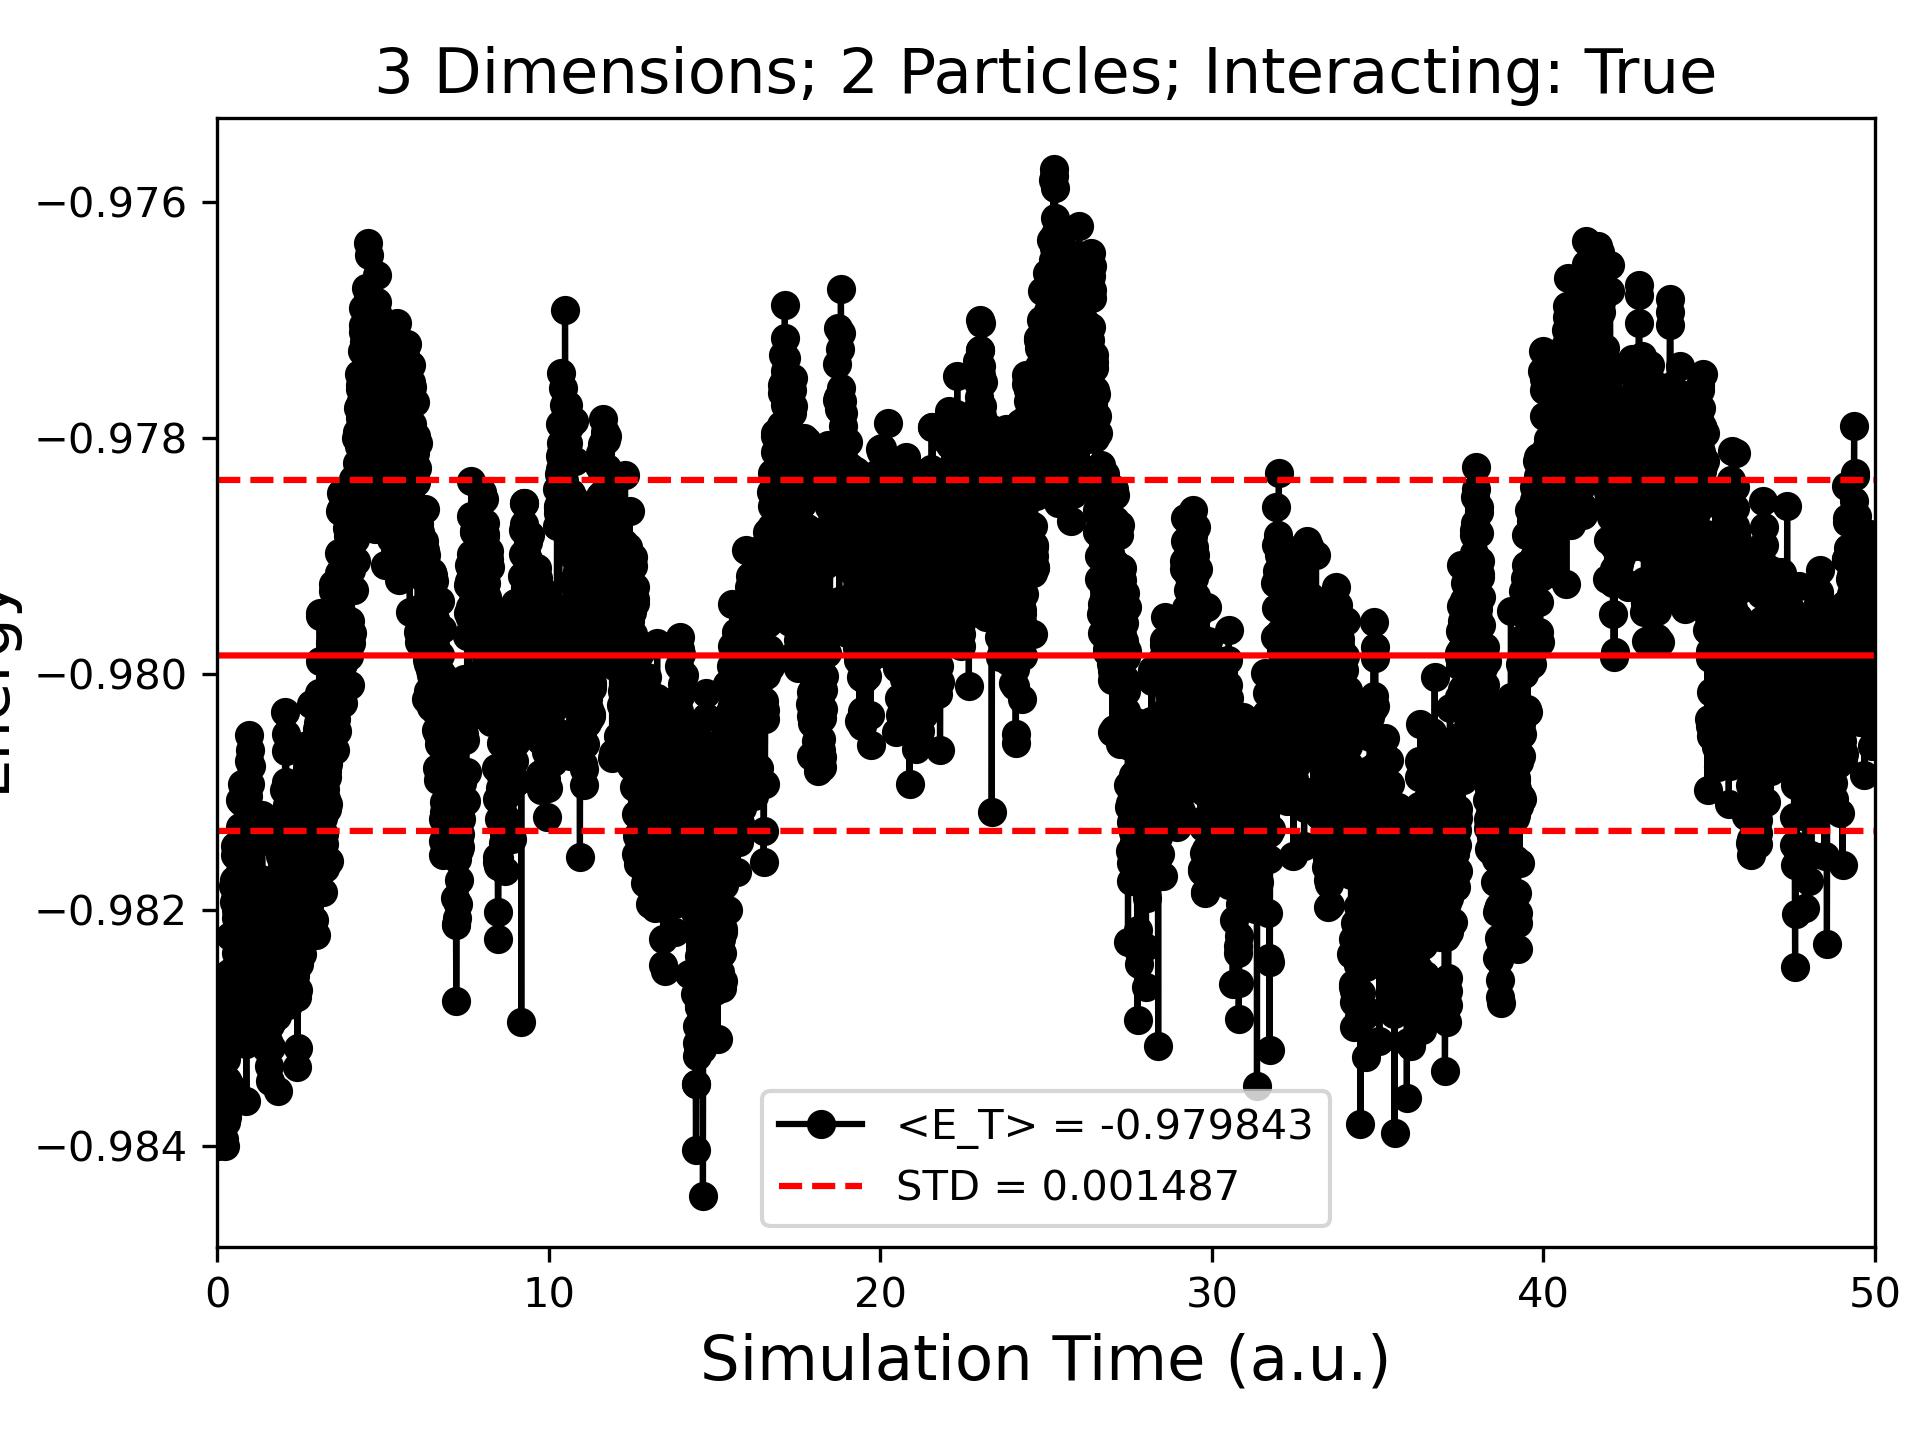 3 Dimensions; 2 Particles; Interacting: True
Energy
−0.976
−0.978
−0.980
−0.982
−0.984
<E_T> = -0.979843
STD = 0.001487
0 10 20 30 40 50
Simulation Time (a.u.)